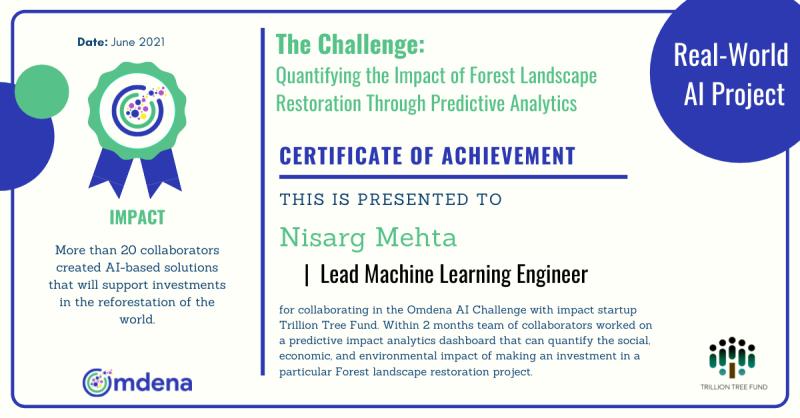 Date: June 2021
IMPACT
More than 20 collaborators
created AI-based solutions
that will support investments
in the reforestation of the
world.
Omdena
The Challenge:
Quantifying the Impact of Forest Landscape
Restoration Through Predictive Analytics
CERTIFICATE OF ACHIEVEMENT
THIS IS PRESENTED TO
Nisarg Mehta
| Lead Machine Learning Engineer
for collaborating in the Omdena AI Challenge with impact startup
Trillion Tree Fund. Within 2 months team of collaborators worked on
a predictive impact analytics dashboard that can quantify the social,
economic, and environmental impact of making an investment in a
particular Forest landscape restoration project.
Real-World
AI Project
TRILLION TREE FUND